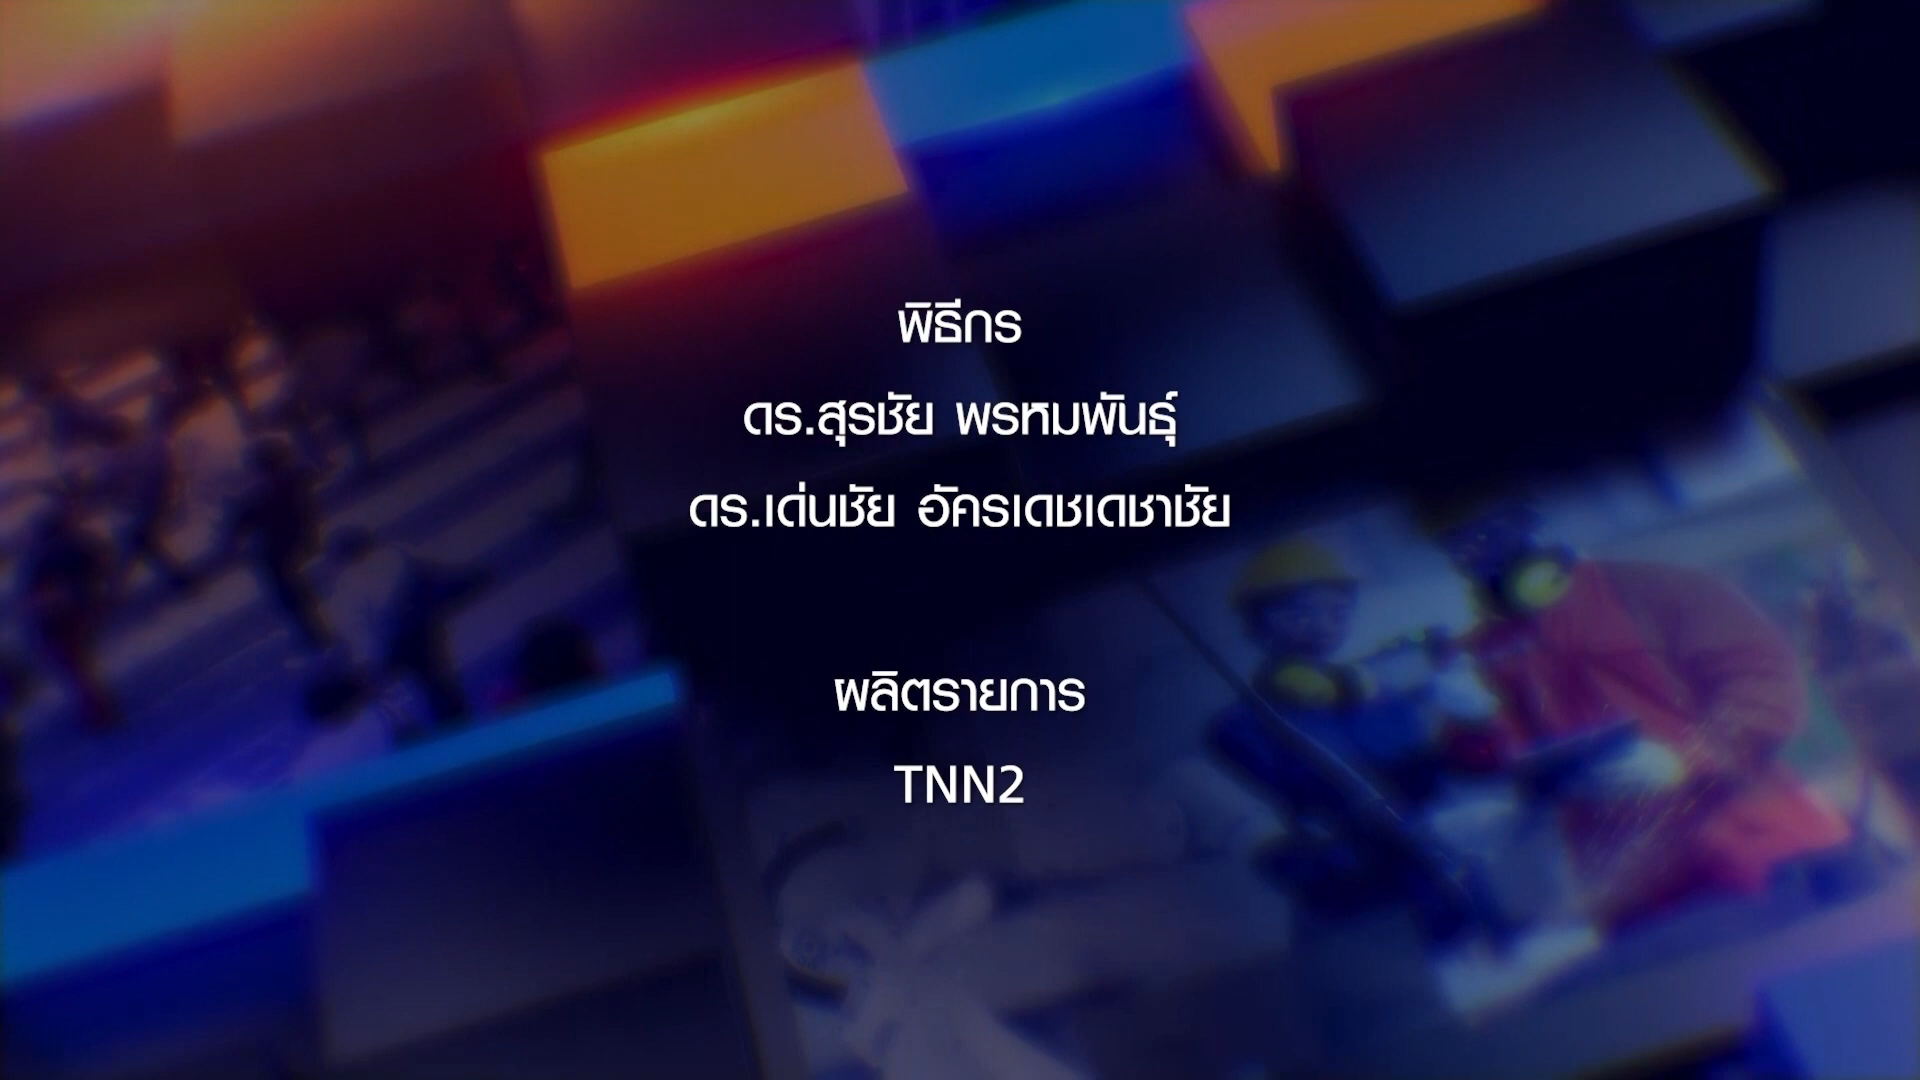 พิธีกร
ดร.สุรชัย พรหมพันธุ์
ดร.เด่นชัย อัครเดชเดชาชัย
ผลิตรายการ
TNN2